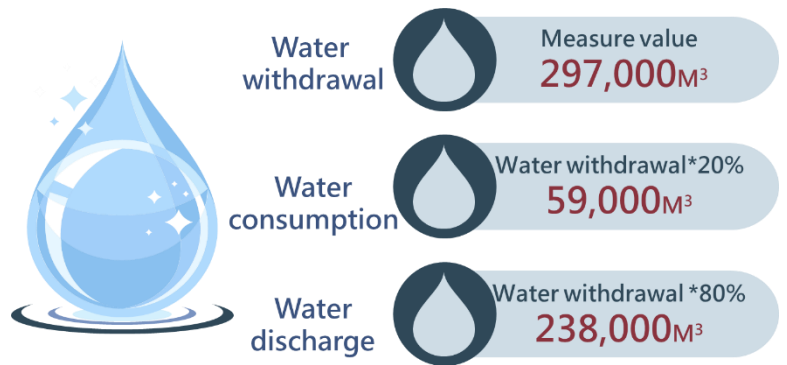 Water
withdrawal
Measure value
297,000M³
Water
consumption
Water withdrawal*20%
59,000M³
Water
discharge
Water withdrawal *80%
238,000M³